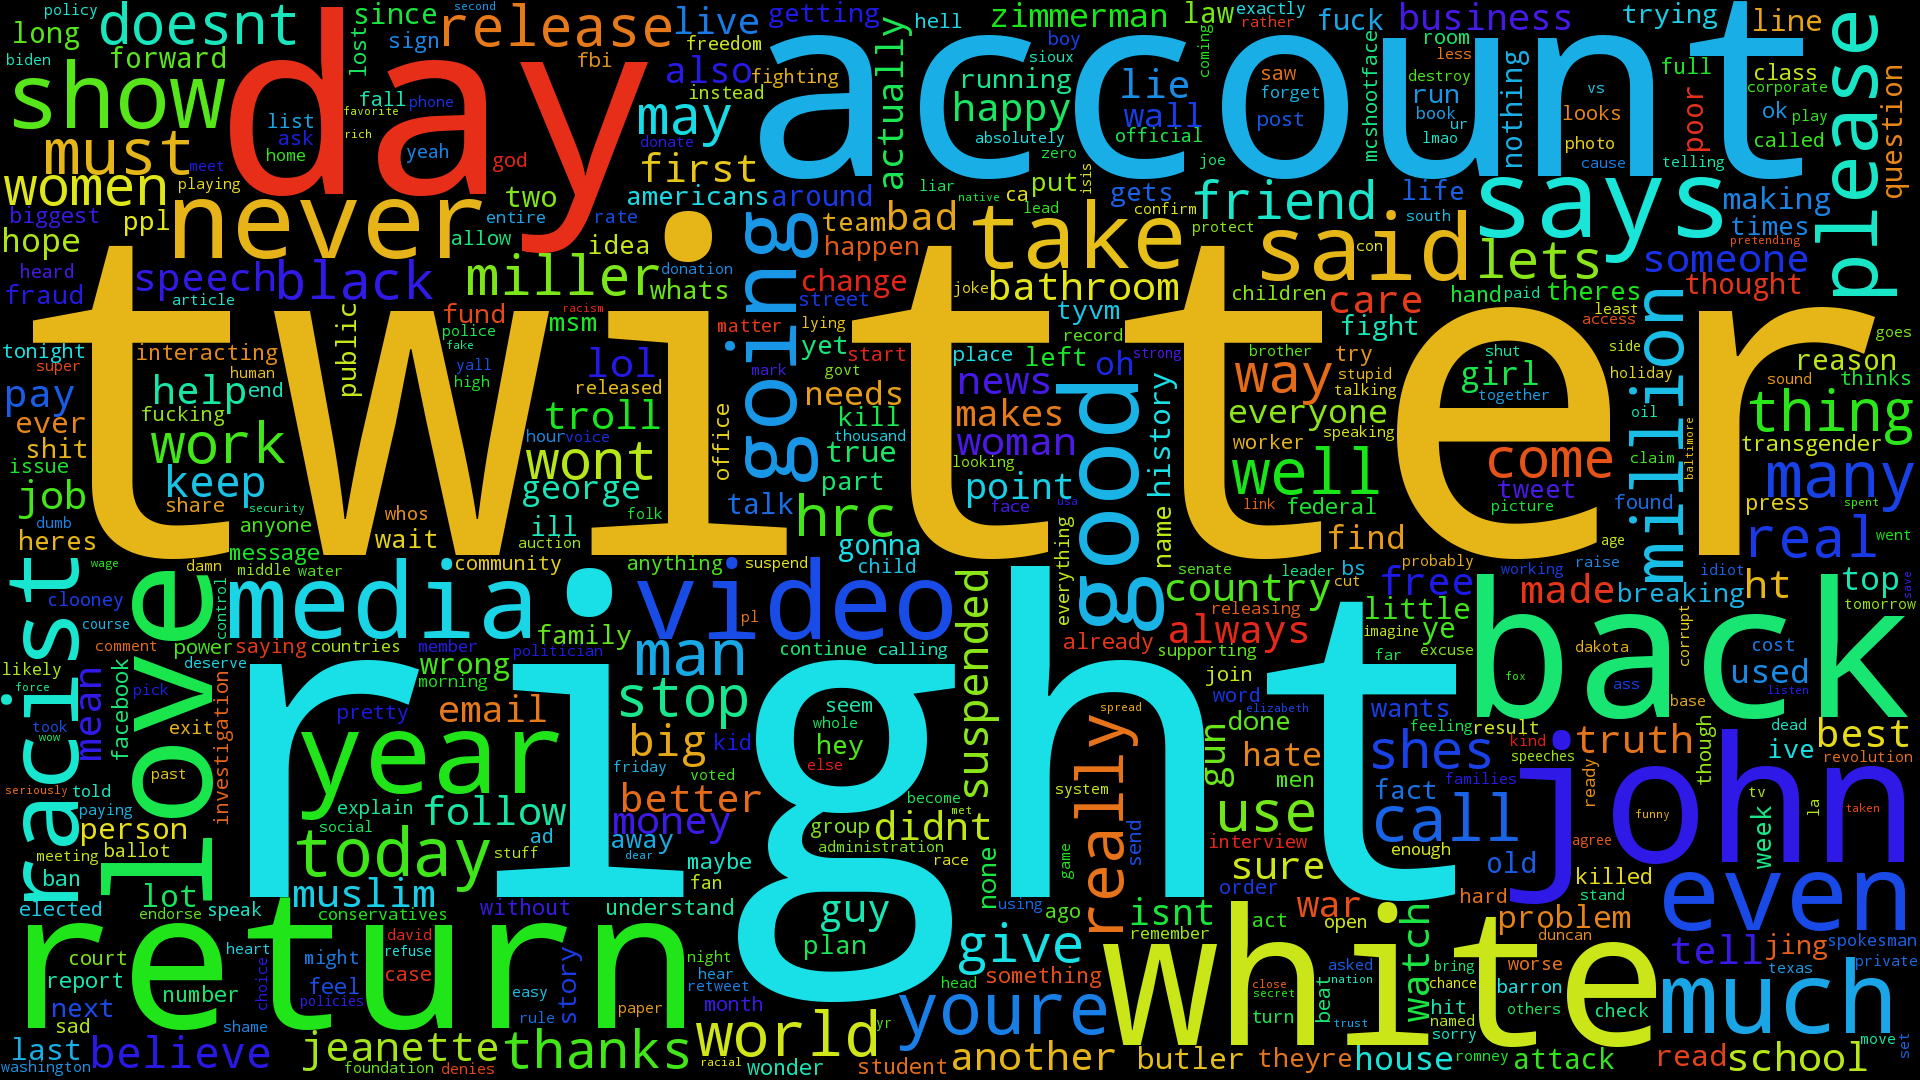 policy
second
since
long
doesnt
release
live
getting
hell
zimmerman
law
exactly
rather
fuck
business
trying
line
biden
forward
lost
sign
day
fbi
freedom
boy
sioux
coming
room
less
full
class
corporate
please
show
fall
phone
favorite
rich
also
fighting
instead
actually
account
running
lie
saw
forget
mcshootface
destroy
run
vs
looks
poor
ok
play
question
must
list
ask
home
yeah
god
may
donate
happy
wall
official
post
absolutely
book
ur
lmao
nothing
photo
called
women
meet
playing
first
zero
joe
cause
telling
biggest
ppl
never
two
americans
around
liar
native
ca
put
isis
gets
friend
life
says
making
hope
entire
rate
allow
idea
team
bad
lead
confirm
protect
south
times
pretending
heard
speech
black
miller
donation
whats
going
happen
take
said
con
lets
someone
fraud
article
public
fund
racism
change
street
joke
bathroom
children
care
hand
paid
theres
thought
tonight
super
interacting
human
police
fake
msm
matter
lying
tyvm
record
fight
least
access
million
goes
twitter
yet
start
place
left
oh
strong
brother
try
shut
side
reason
pay
help
end
yall
high
lol
released
mark
govt
needs
news
way
stupid
talking
girl
together
holiday
sound
thinks
ever
fucking
troll
kill
makes
good
everyone
thing
oil
shit
work
hour
voice
office
thousand
true
woman
history
worker
speaking
transgender
issue
keep
wont
looking
well
come
claim
baltimore
many
job
share
security
george
talk
part
point
link
federal
tweet
picture
found
press
spent
dumb
anyone
whos
ill
folk
hrc
face
usa
name
heres
message
wait
auction
gonna
everything
find
age
real
went
wage
damn
middle
water
community
anything
suspend
child
senate
leader
bs
probably
working
raise
idiot
racist
love
clooney
control
media
video
suspended
country
cut
free
made
breaking
ht
top
tomorrow
save
course
comment
power
saying
countries
family
member
politician
pl
man
continue
calling
already
releasing
always
supporting
imagine
little
ye
excuse
far
back
corrupt
dakota
cost
used
likely
force
mean
facebook
deserve
pick
wrong
morning
stop
right
seem
whole
join
word
elizabeth
fox
ass
base
listen
took
wow
exit
investigation
pretty
email
big
kid
hey
else
spread
really
gun
done
wants
feeling
result
dead
best
past
year
friday
voted
hate
men
shes
kind
speeches
truth
though
ive
revolution
seriously
told
paying
explain
follow
better
become
met
system
fact
families
john
ready
tv
la
taken
person
social
ad
money
away
dear
group
didnt
administration
race
send
use
call
funny
meeting
ballot
today
stuff
maybe
fan
none
game
interview
sure
enough
old
agree
week
ban
lot
muslim
order
hard
killed
stand
even
elected
endorse
speak
conservatives
without
understand
guy
using
ago
remember
isnt
act
war
open
problem
duncan
return
court
heart
might
david
refuse
story
night
plan
give
white
asked
watch
tell
jing
spokesman
report
choice
feel
case
easy
hear
retweet
something
head
close
nation
bring
chance
worse
texas
private
next
number
policies
rule
paper
month
youre
secret
beat
hit
barron
much
sad
shame
world
yr
turn
trust
named
sorry
others
check
move
set
last
believe
jeanette
thanks
racial
another
butler
theyre
house
romney
attack
read
school
washington
foundation
denies
wonder
student